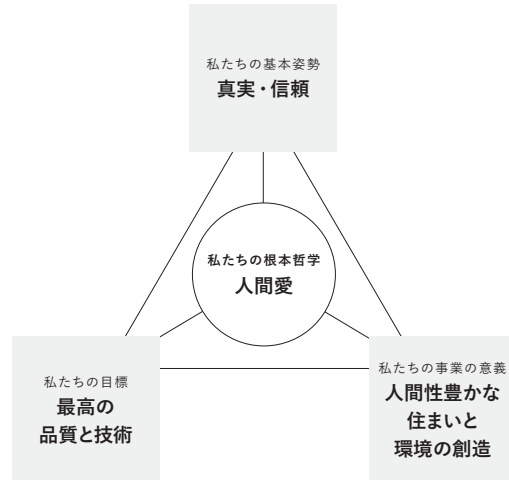 私たちの基本姿勢
真実・信頼
私たちの根本哲学
人間愛
私たちの目標
最高の
品質と技術
私たちの事業の意義
人間性豊かな
住まいと
環境の創造